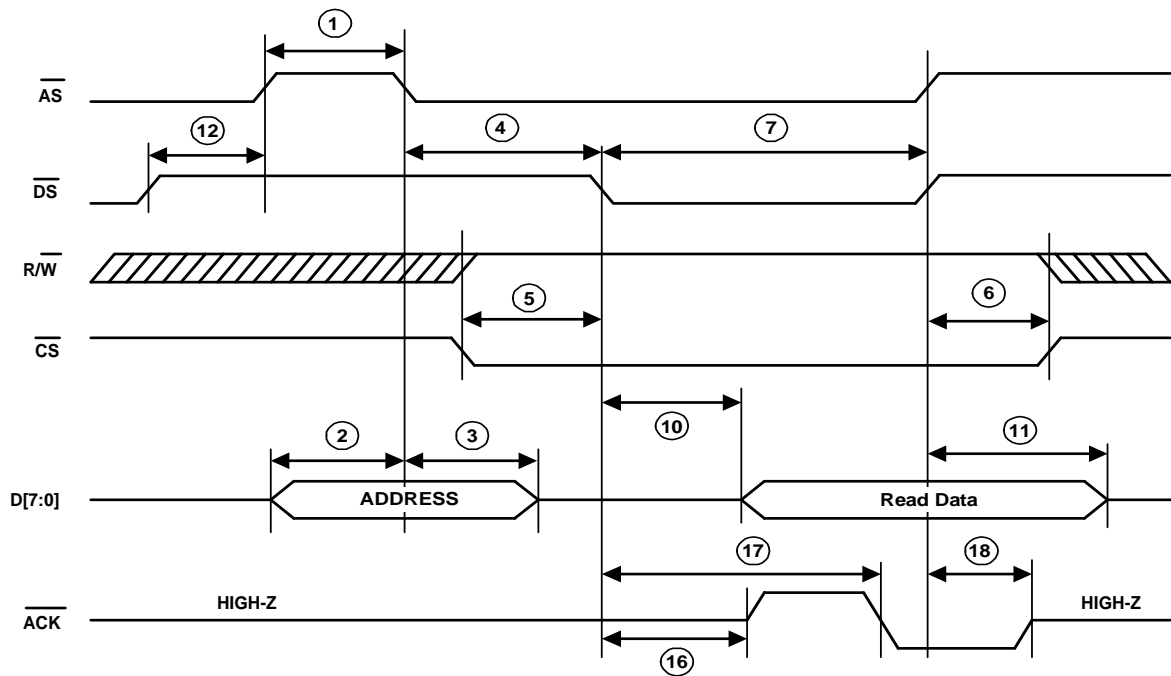 1
AS
12
4
7
DS
R/W
5
6
CS
10
2
3
11
D[7:0]
ADDRESS
Read Data
17
18
HIGH-Z
HIGH-Z
ACK
16